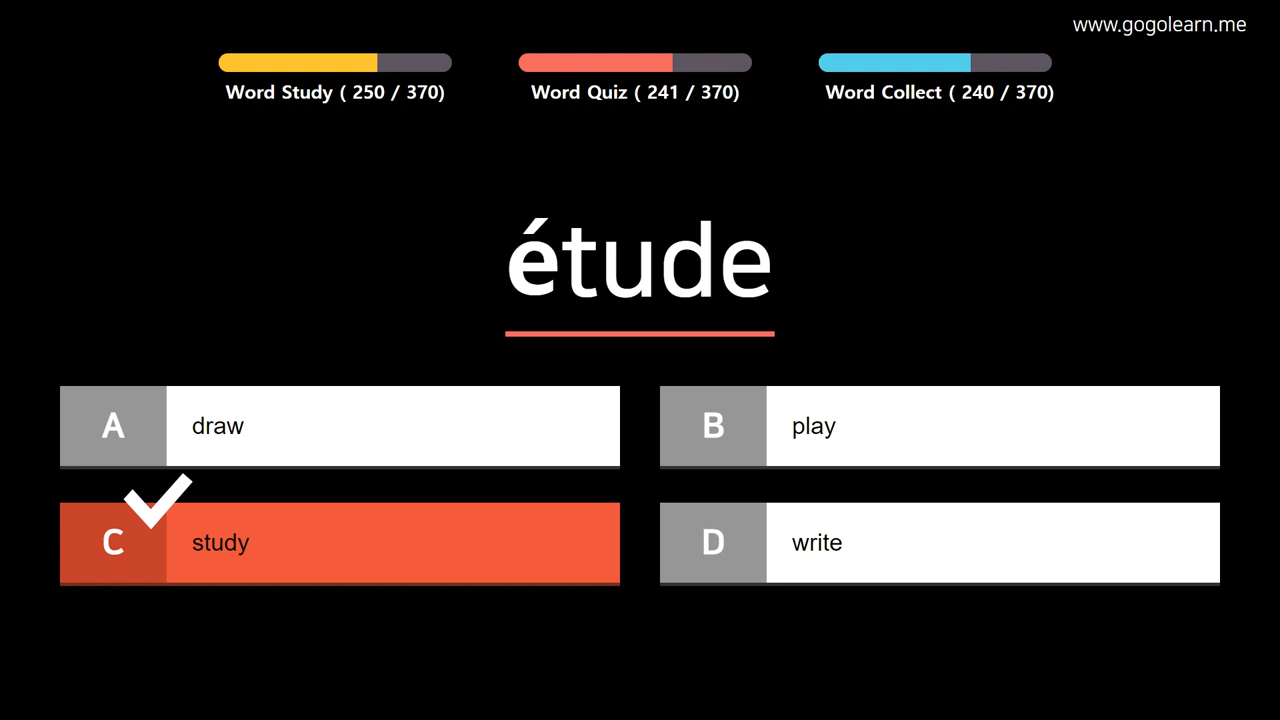 www.gogolearn.me
Word Study ( 250 / 370)
Word Quiz ( 241 / 370)
Word Collect ( 240 / 370)
étude
A draw
B play
C study
D write